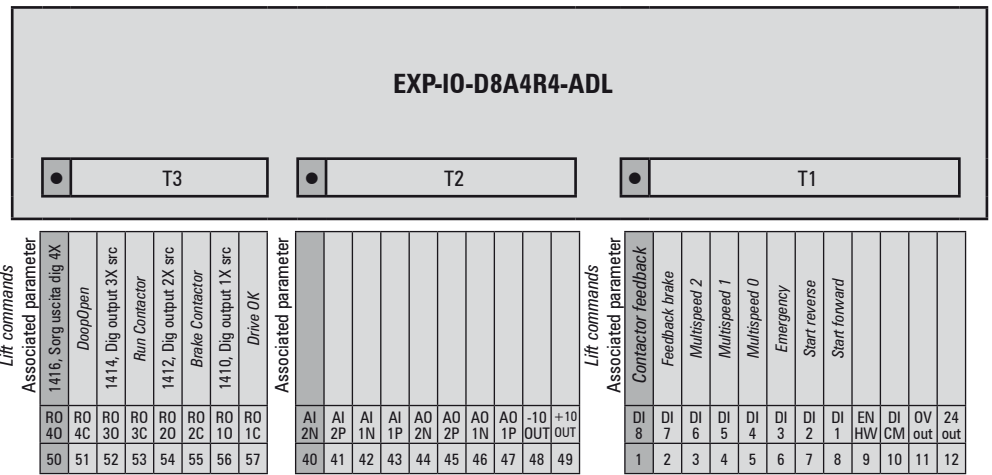 EXP-IO-D8A4R4-ADL
T3
T2
T1
Lift commands
Associated parameter
1416, Sorg uscita dig 4X
DoopOpen
1414, Dig output 3X src
Run Contactor
1412, Dig output 2X src
Brake Contactor
1410, Dig output 1X src
Drive OK
Associated parameter
Lift commands
Associated parameter
Contactor feedback
Feedback brake
Multispeed 2
Multispeed 1
Multispeed 0
Emergency
Start reverse
Start forward
RO RO RO RO RO RO RO RO
4O 4C 3O 3C 2O 2C 1O 1C
50 51 52 53 54 55 56 57
AI AI AI AI AO AO AO AO -10 +10
2N 2P 1N 1P 2N 2P 1N 1P OUT OUT
40 41 42 43 44 45 46 47 48 49
DI DI DI DI DI DI DI DI EN DI 0V 24
8 7 6 5 4 3 2 1 HW CM out out
1 2 3 4 5 6 7 8 9 10 11 12